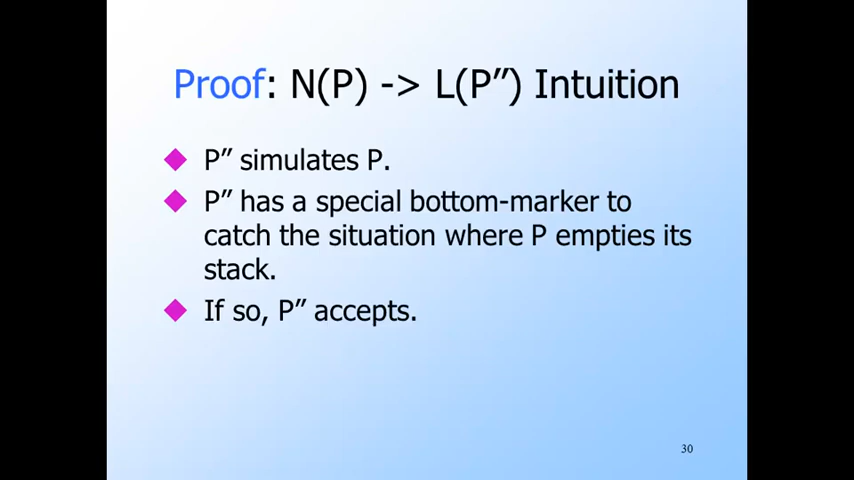 Proof: N(P) -> L(P”) Intuition
P” simulates P.
P” has a special bottom-marker to
catch the situation where P empties its
stack.
If so, P” accepts.
30